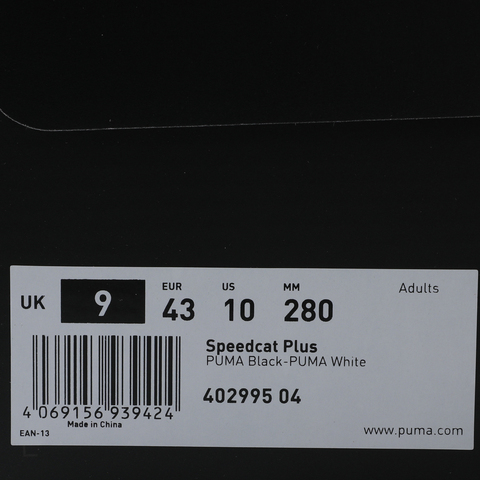 EUR US MM Adults
UK 9 43 10 280
Speedcat Plus
PUMA Black-PUMA White
402995 04
4 069156 939424
Made in China
EAN-13
www.puma.com